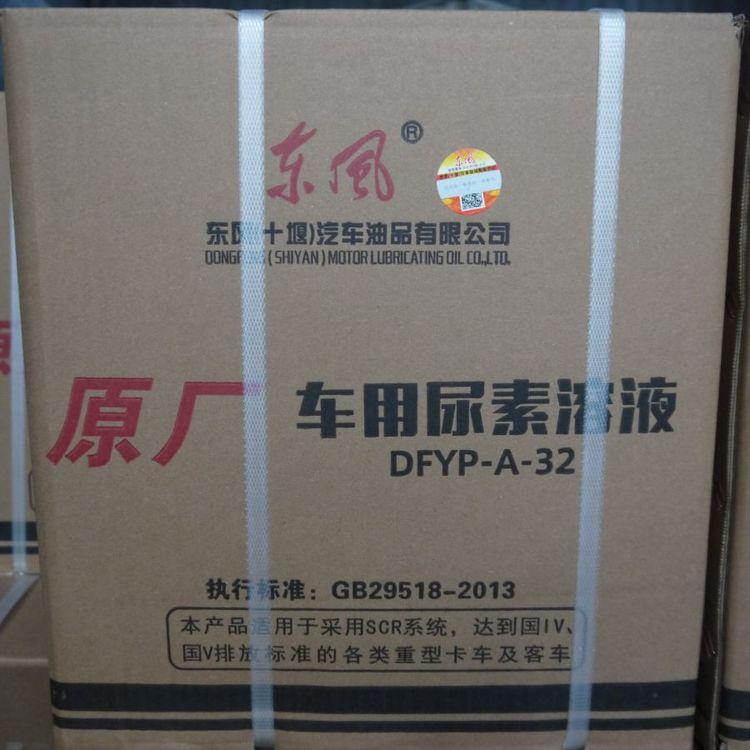 东风®
东风
东风(十堰)汽车油品有限公司
DONGFENG (SHIYAN) MOTOR LUBRICATING OIL CO.,LTD.
原厂 车用尿素溶液
DFYP-A-32
执行标准：GB29518-2013
本产品适用于采用SCR系统，达到国IV、
国V排放标准的各类重型卡车及客车
原